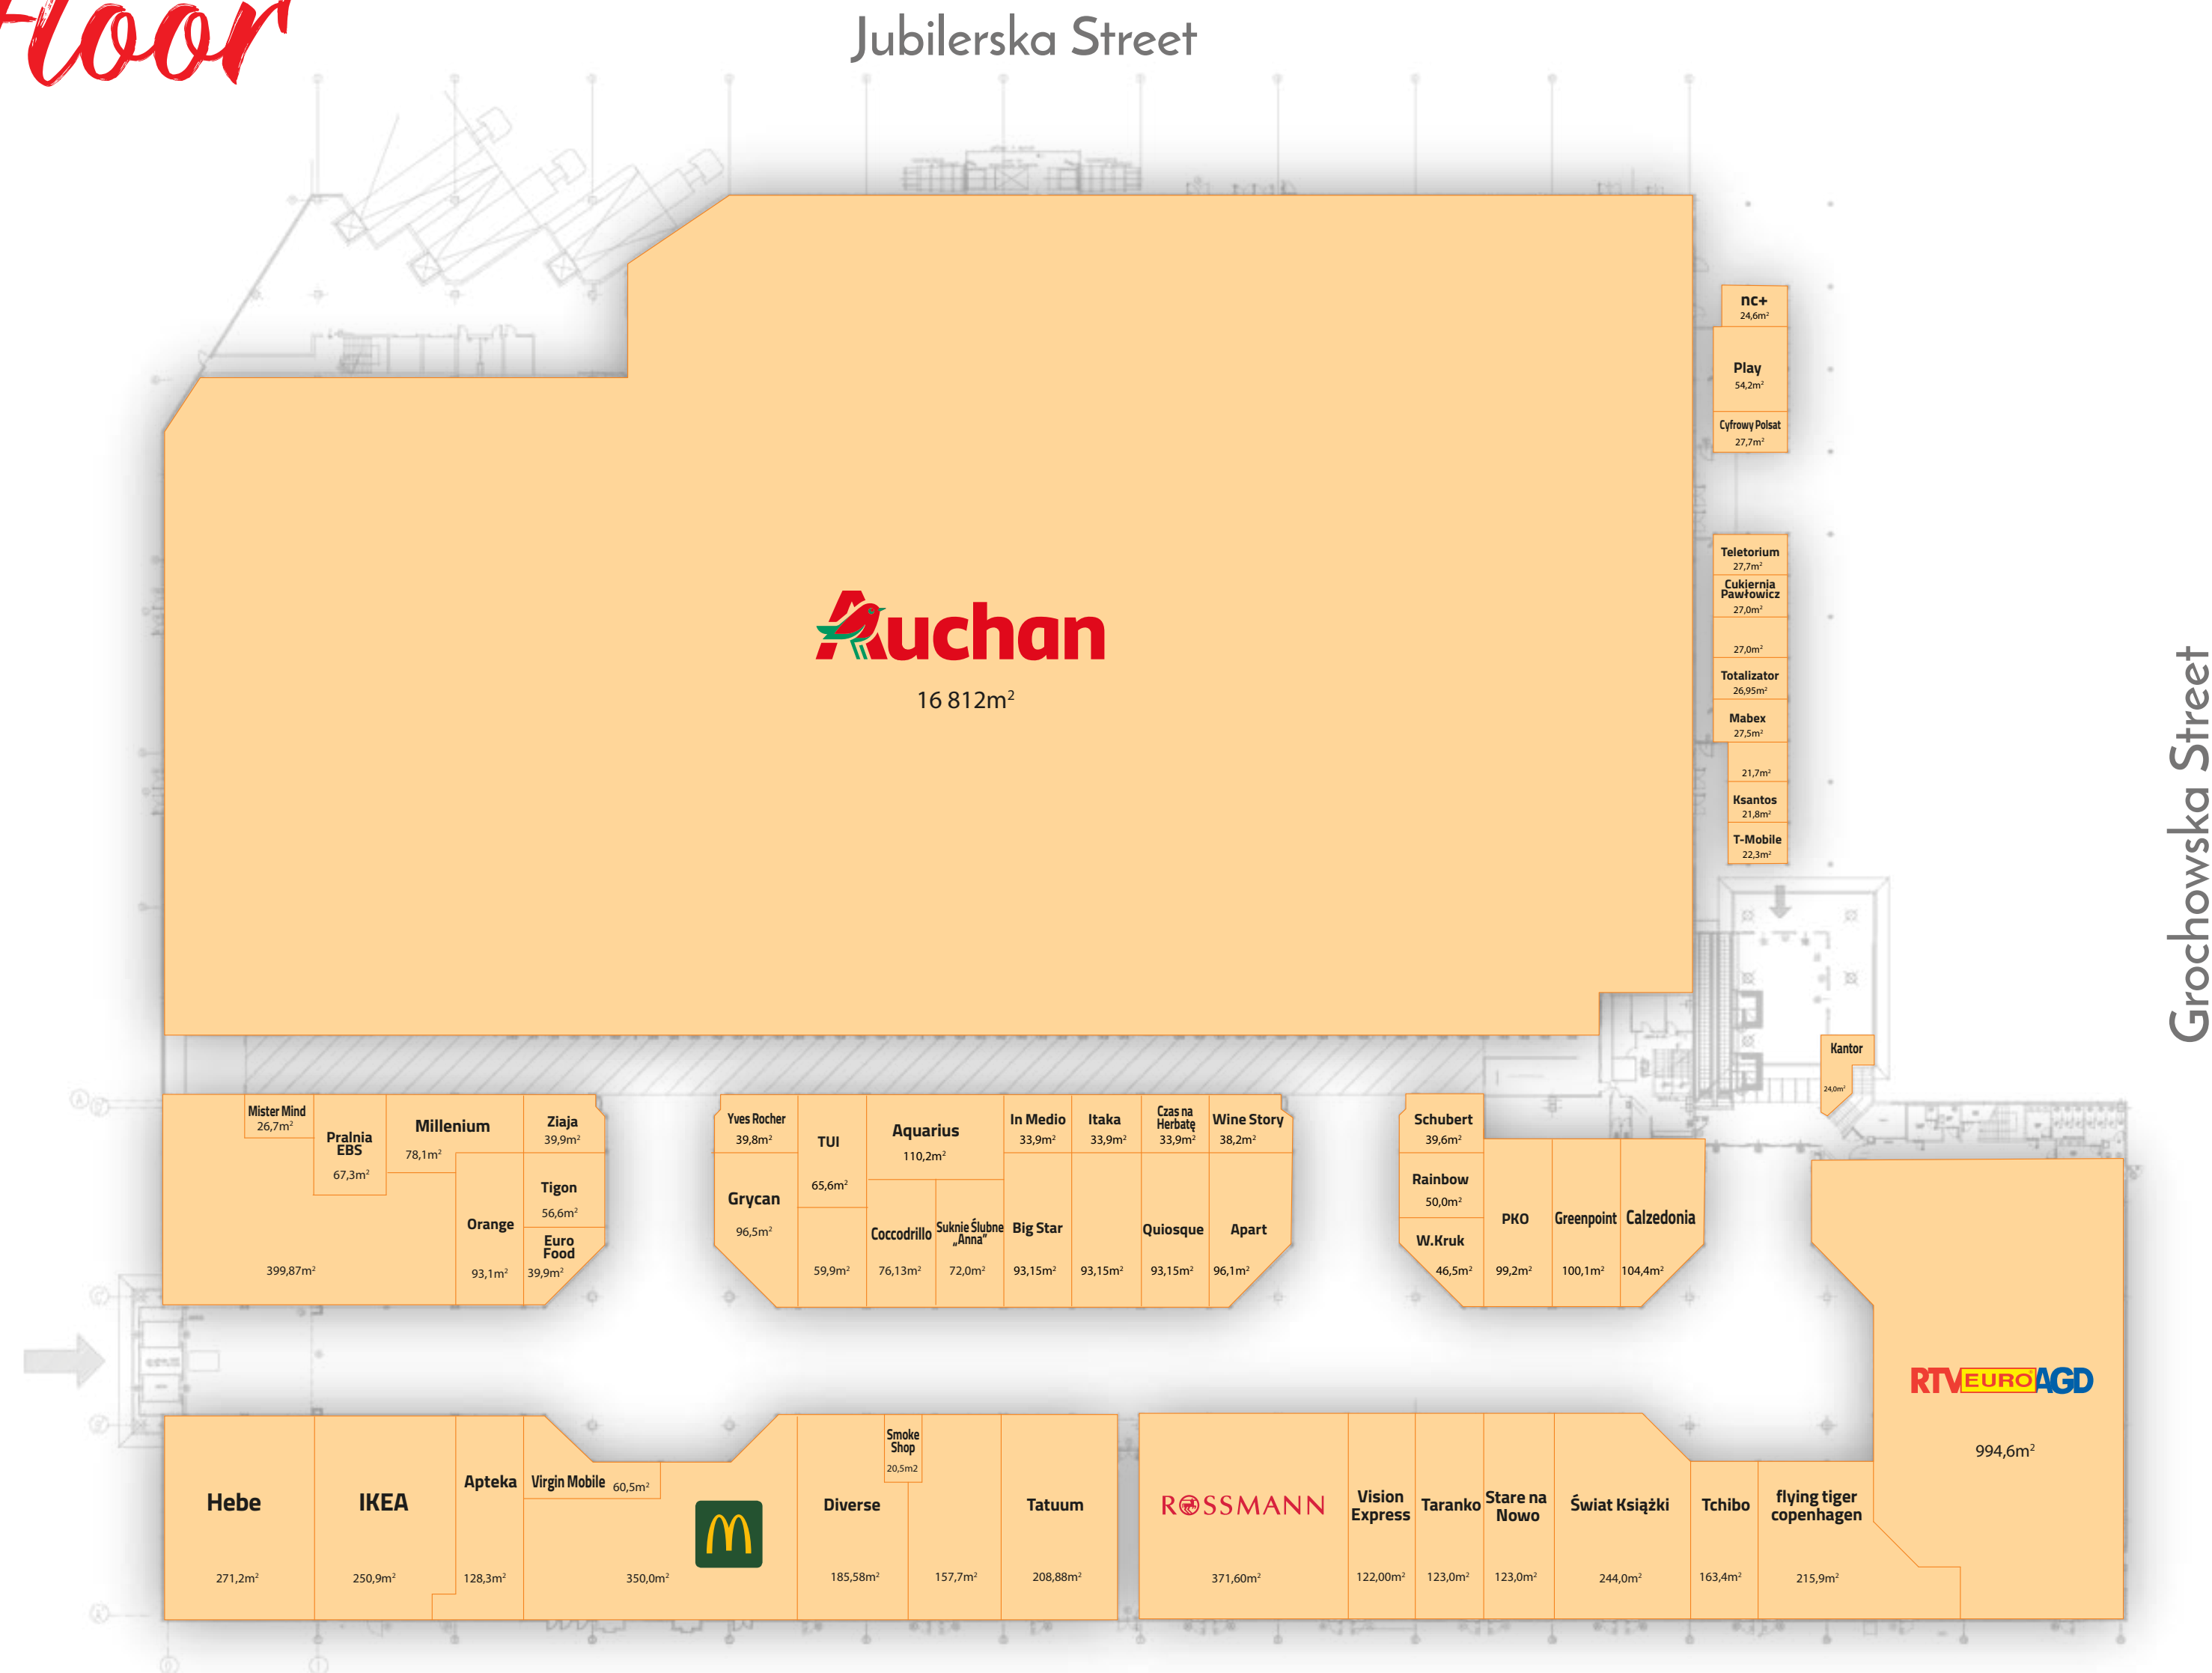 Floor
Jubilerska Street
Grochowska Street
nc+
24,6m²
Play
54,2m²
Cyfrowy Polsat
27,7m²
Auchan
16 812m²
Teletorium
27,7m²
Cukiernia
Pawłowicz
27,0m²
27,0m²
Totalizator
26,95m²
Mabex
27,5m²
21,7m²
Ksantos
21,8m²
T-Mobile
22,3m²
Kantor
24,0m²
Mister Mind
26,7m²
Pralnia
EBS
67,3m²
Millenium
78,1m²
Ziaja
39,9m²
Tigon
56,6m²
Orange
93,1m²
Euro
Food
39,9m²
399,87m²
Yves Rocher
39,8m²
Grycan
96,5m²
TUI
65,6m²
59,9m²
Aquarius
110,2m²
Coccodrillo
76,13m²
Suknie Ślubne
„Anna”
72,0m²
In Medio
33,9m²
Big Star
93,15m²
Itaka
33,9m²
93,15m²
Czas na
Herbatę
33,9m²
Quiosque
93,15m²
Wine Story
38,2m²
Apart
96,1m²
Schubert
39,6m²
Rainbow
50,0m²
W.Kruk
46,5m²
PKO
99,2m²
Greenpoint
100,1m²
Calzedonia
104,4m²
RTV EURO AGD
994,6m²
Hebe
271,2m²
IKEA
250,9m²
Apteka
128,3m²
Virgin Mobile 60,5m²
350,0m²
Diverse
185,58m²
Smoke
Shop
20,5m2
157,7m²
Tatuum
208,88m²
ROSSMANN
371,60m²
Vision
Express
122,00m²
Taranko
123,0m²
Stare na
Nowo
123,0m²
Świat Książki
244,0m²
Tchibo
163,4m²
flying tiger
copenhagen
215,9m²